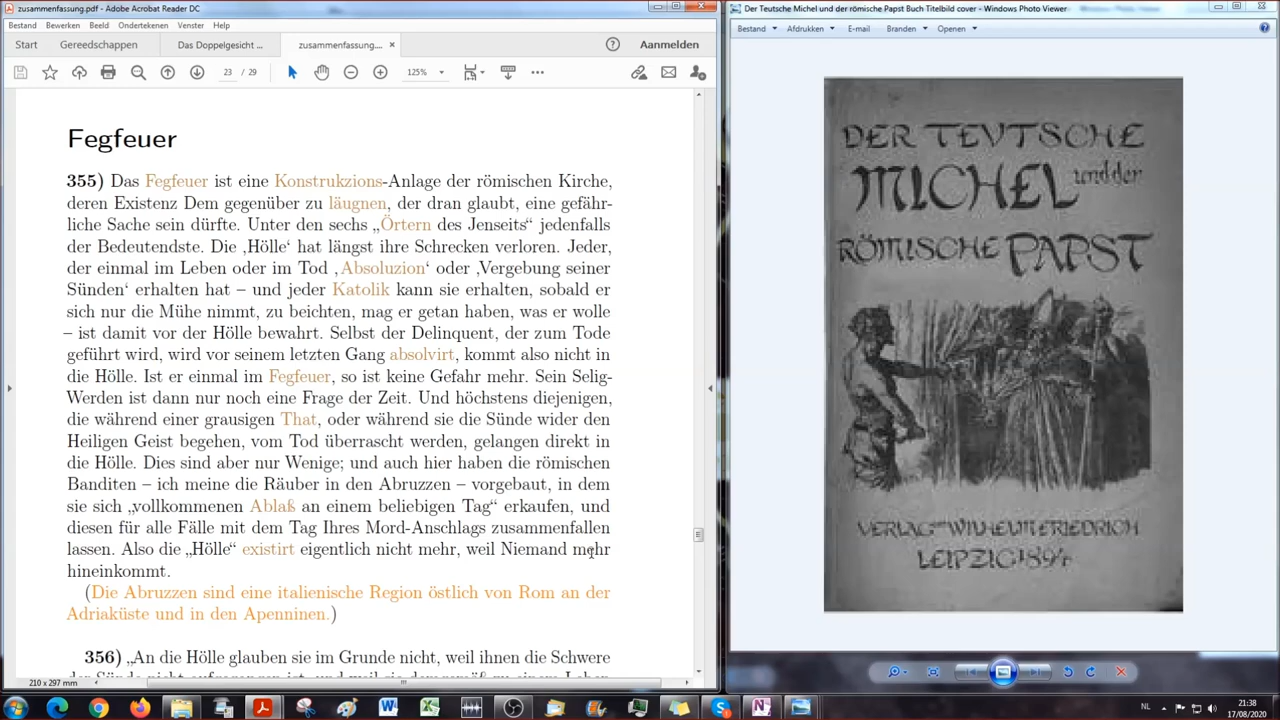 zusammenfassung.pdf - Adobe Acrobat Reader DC
Bestand Bewerken Beeld Ondertekenen Venster Help
Start Gereedschappen Das Doppelgesicht ... zusammenfassung.... × Anmelden
23 / 29 125%
Fegfeuer
355) Das Fegfeuer ist eine Konstrukzions-Anlage der römischen Kirche,
deren Existenz Dem gegenüber zu läugnen, der dran glaubt, eine gefähr-
liche Sache sein dürfte. Unter den sechs „Örtern des Jenseits“ jedenfalls
der Bedeutendste. Die ‚Hölle‘ hat längst ihre Schrecken verloren. Jeder,
der einmal im Leben oder im Tod ‚Absoluzion‘ oder ‚Vergebung seiner
Sünden‘ erhalten hat – und jeder Katolik kann sie erhalten, sobald er
sich nur die Mühe nimmt, zu beichten, mag er getan haben, was er wolle
– ist damit vor der Hölle bewahrt. Selbst der Delinquent, der zum Tode
geführt wird, wird vor seinem letzten Gang absolvirt, kommt also nicht in
die Hölle. Ist er einmal im Fegfeuer, so ist keine Gefahr mehr. Sein Selig-
Werden ist dann nur noch eine Frage der Zeit. Und höchstens diejenigen,
die während einer grausigen That, oder während sie die Sünde wider den
Heiligen Geist begehen, vom Tod überrascht werden, gelangen direkt in
die Hölle. Dies sind aber nur Wenige; und auch hier haben die römischen
Banditen – ich meine die Räuber in den Abruzzen – vorgebaut, in dem
sie sich „vollkommenen Ablaß an einem beliebigen Tag“ erkaufen, und
diesen für alle Fälle mit dem Tag Ihres Mord-Anschlags zusammenfallen
lassen. Also die „Hölle“ existirt eigentlich nicht mehr, weil Niemand mehr
hineinkommt.
(Die Abruzzen sind eine italienische Region östlich von Rom an der
Adriaküste und in den Apenninen.)
356) „An die Hölle glauben sie im Grunde nicht, weil ihnen die Schwere
210 x 297 mm
Der Teutsche Michel und der römische Papst Buch Titelbild cover - Windows Photo Viewer
Bestand Afdrukken E-mail Branden Openen
DER TEVTSCHE
MICHEL und der
RÖMISCHE PAPST
VERLAG VON WILHELM FRIEDRICH
LEIPZIG 1894
NL 21:38
17/08/2020